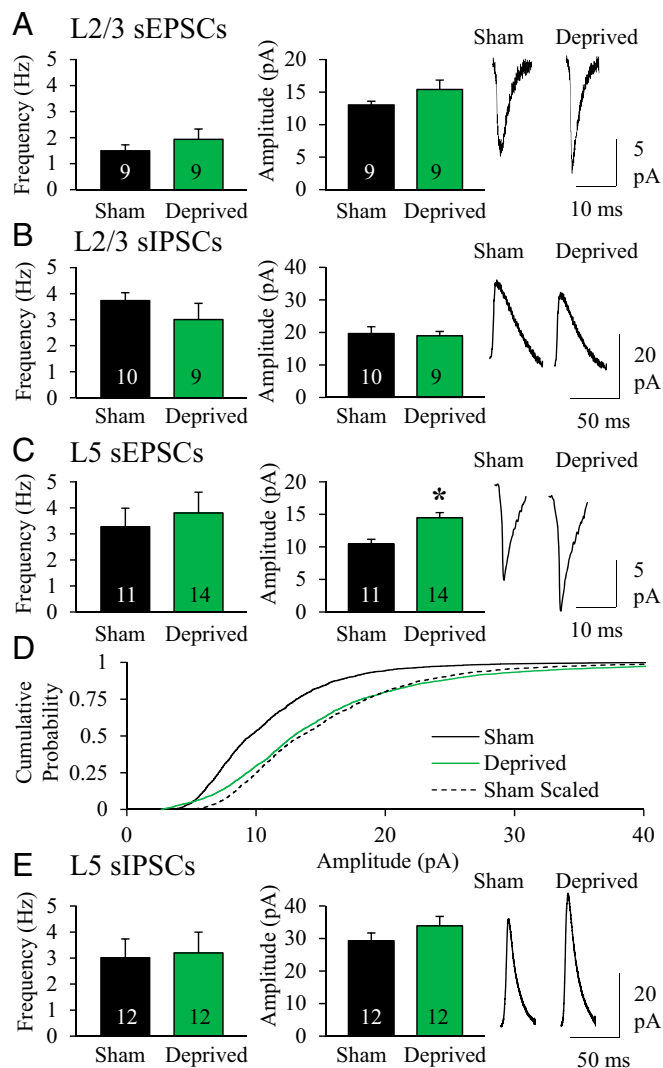 A L2/3 sEPSCs
Frequency (Hz)
5
4
3
2
1
0
9
9
Sham Deprived
Amplitude (pA)
20
15
10
5
0
9
9
Sham Deprived
Sham Deprived
5
pA
10 ms
B L2/3 sIPSCs
Frequency (Hz)
5
4
3
2
1
0
10
9
Sham Deprived
Amplitude (pA)
40
30
20
10
0
10
9
Sham Deprived
Sham Deprived
20
pA
50 ms
C L5 sEPSCs
Frequency (Hz)
5
4
3
2
1
0
11
14
Sham Deprived
Amplitude (pA)
20
15
10
5
0
*
11
14
Sham Deprived
Sham Deprived
5
pA
10 ms
D
Cumulative
Probability
1
0.75
0.5
0.25
0
Sham
Deprived
Sham Scaled
0 10 20 30 40
Amplitude (pA)
E L5 sIPSCs
Frequency (Hz)
5
4
3
2
1
0
12
12
Sham Deprived
Amplitude (pA)
40
30
20
10
0
12
12
Sham Deprived
Sham Deprived
20
pA
50 ms